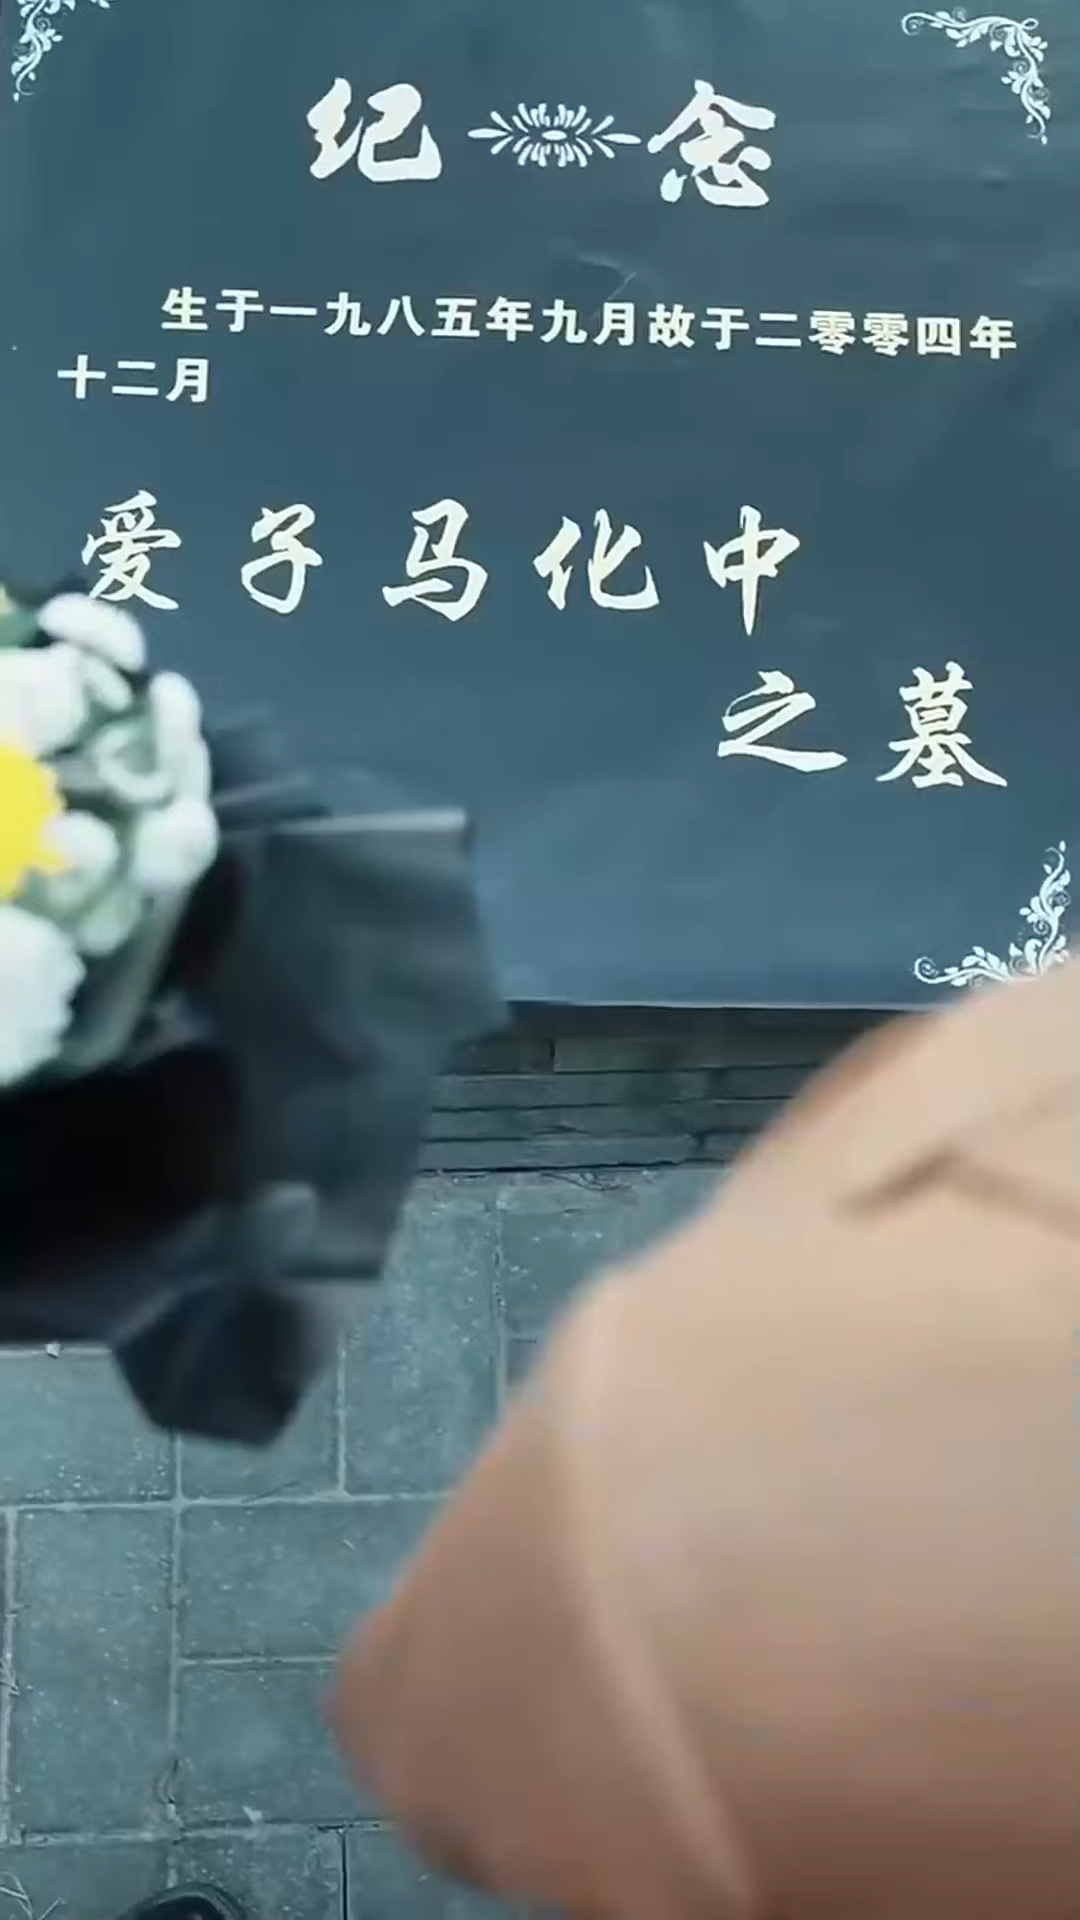 纪念
生于一九八五年九月故于二零零四年
十二月
爱子马化中
之墓